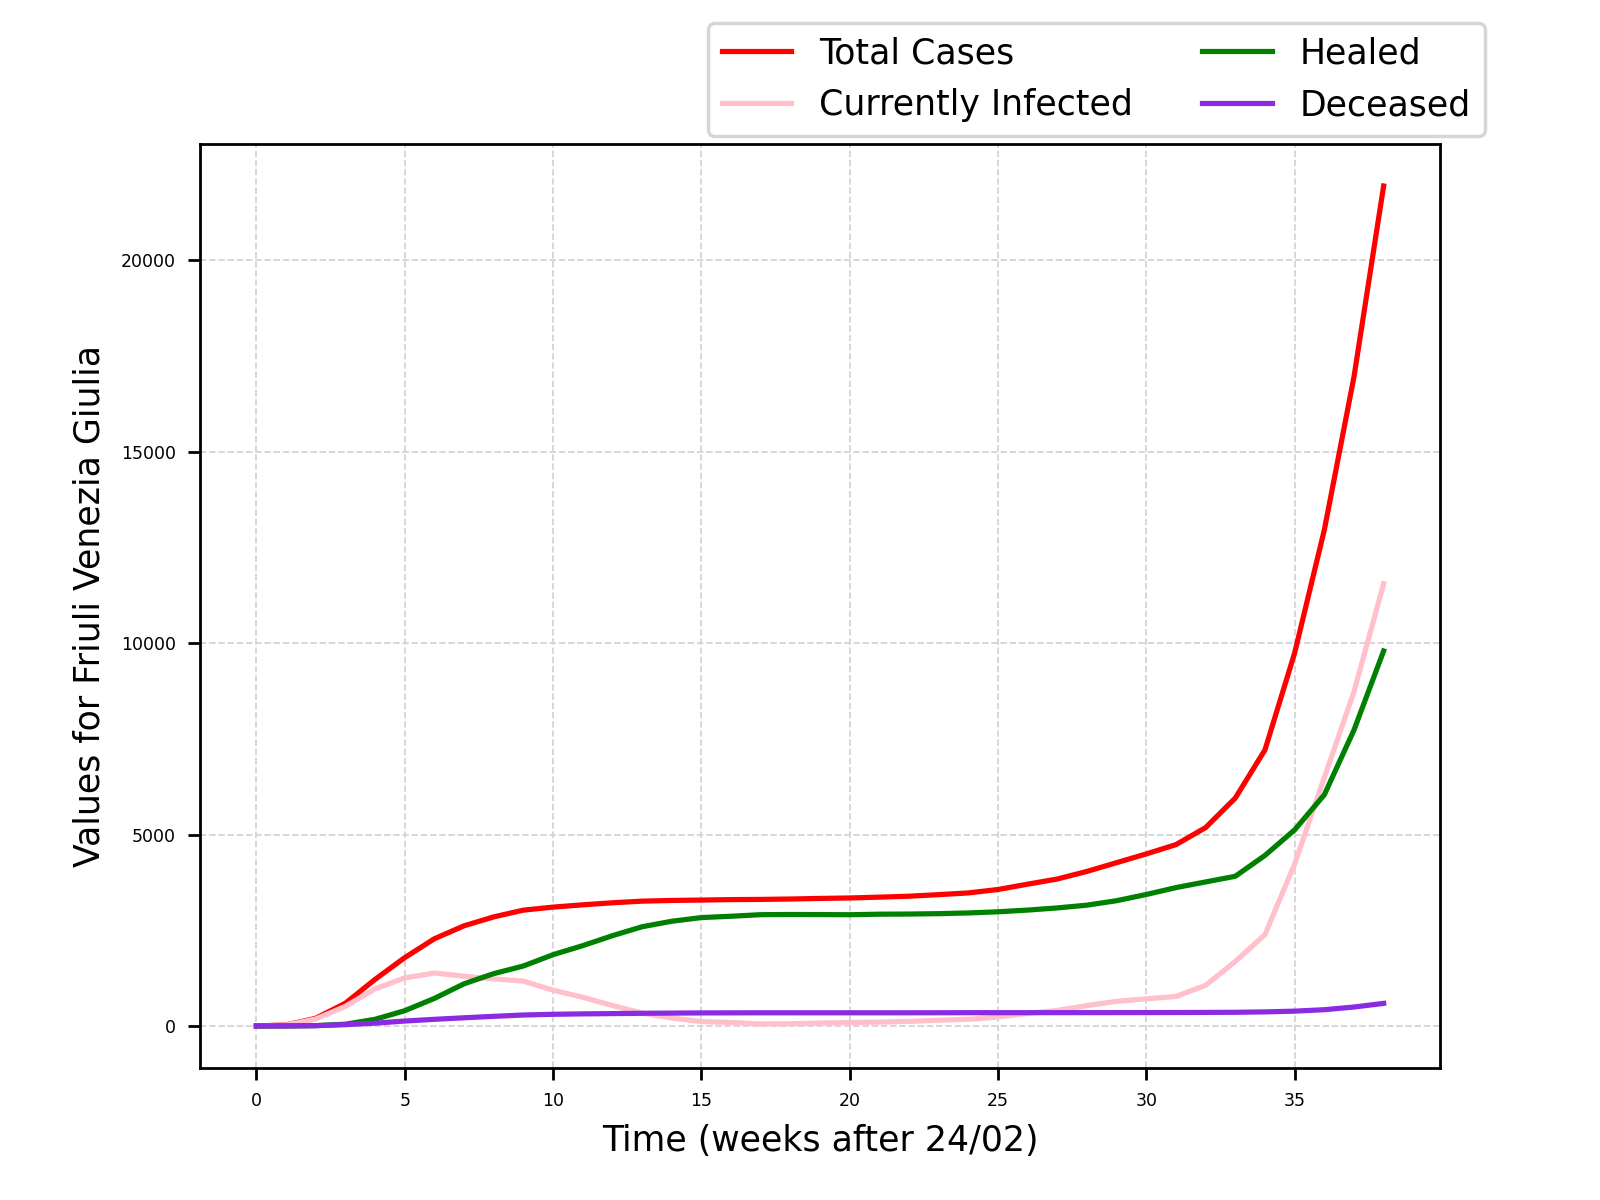 Total Cases
Currently Infected
Healed
Deceased
Values for Friuli Venezia Giulia
20000
15000
10000
5000
0
0 5 10 15 20 25 30 35
Time (weeks after 24/02)